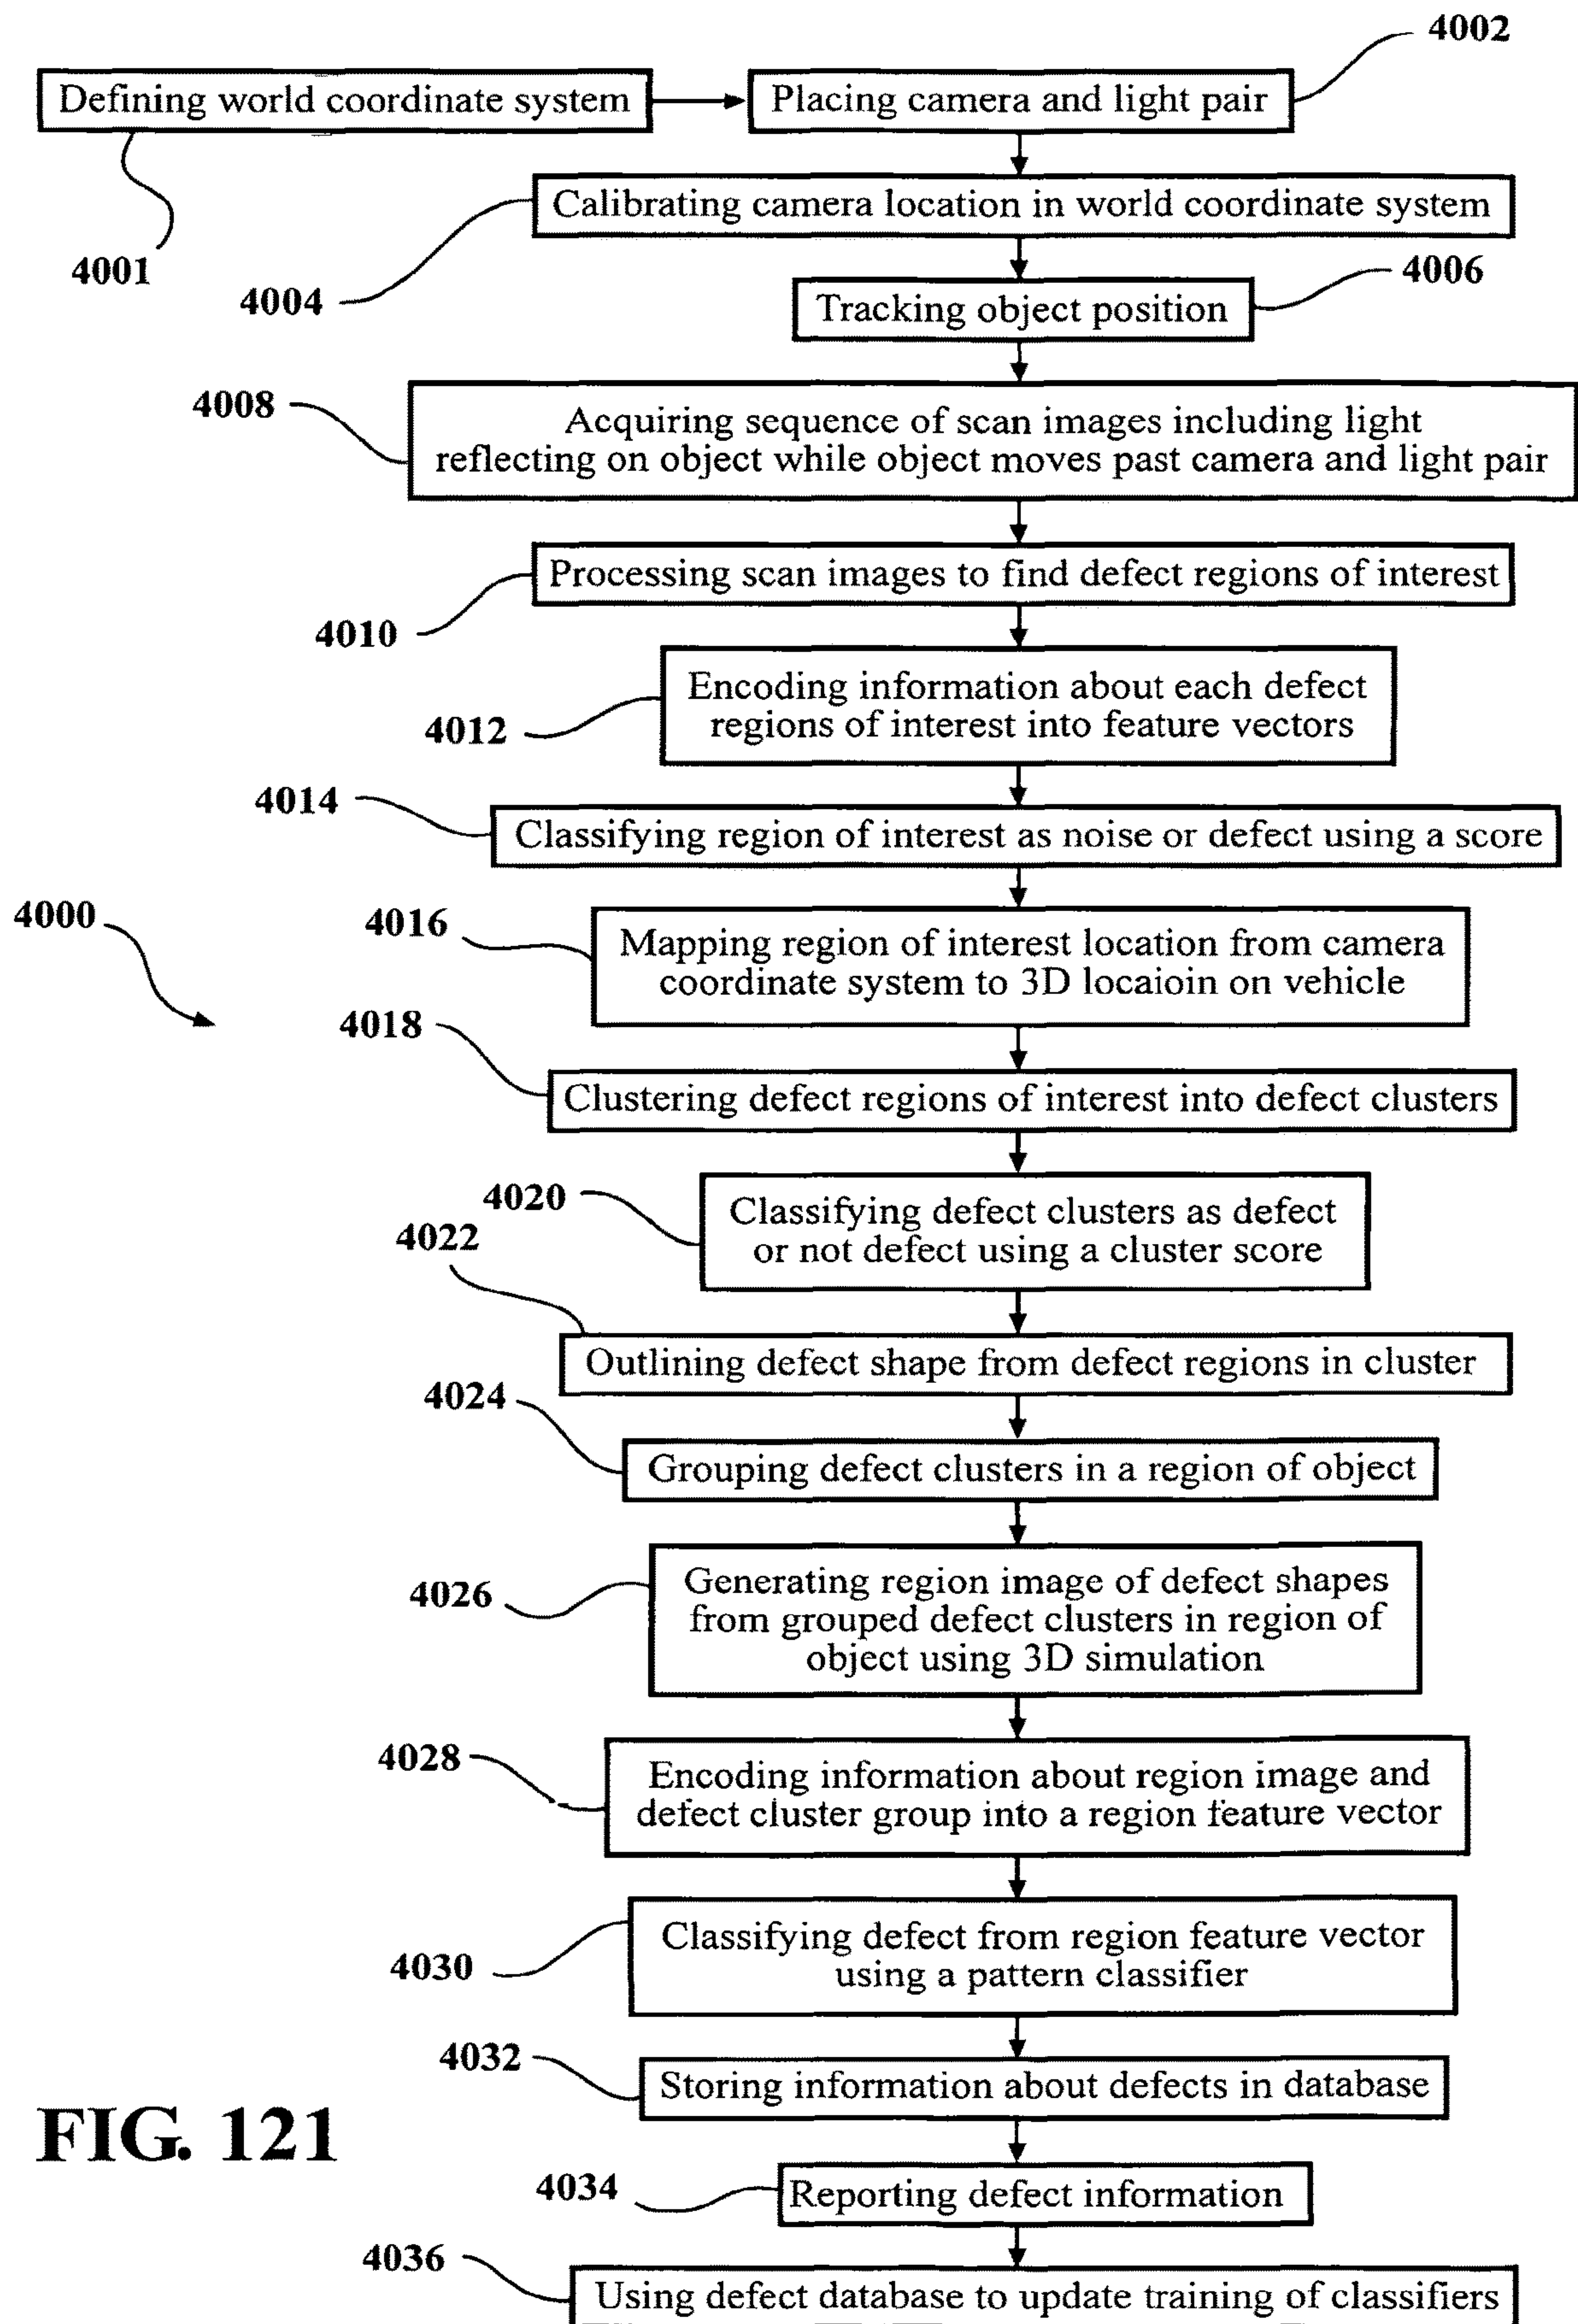 4002
Defining world coordinate system
Placing camera and light pair
Calibrating camera location in world coordinate system
4001
4004
4006
Tracking object position
4008
Acquiring sequence of scan images including light
reflecting on object while object moves past camera and light pair
Processing scan images to find defect regions of interest
4010
Encoding information about each defect
regions of interest into feature vectors
4012
4014
Classifying region of interest as noise or defect using a score
4000
4016
Mapping region of interest location from camera
coordinate system to 3D locaioin on vehicle
4018
Clustering defect regions of interest into defect clusters
4020
Classifying defect clusters as defect
or not defect using a cluster score
4022
Outlining defect shape from defect regions in cluster
4024
Grouping defect clusters in a region of object
4026
Generating region image of defect shapes
from grouped defect clusters in region of
object using 3D simulation
4028
Encoding information about region image and
defect cluster group into a region feature vector
4030
Classifying defect from region feature vector
using a pattern classifier
4032
Storing information about defects in database
FIG. 121
4034
Reporting defect information
4036
Using defect database to update training of classifiers